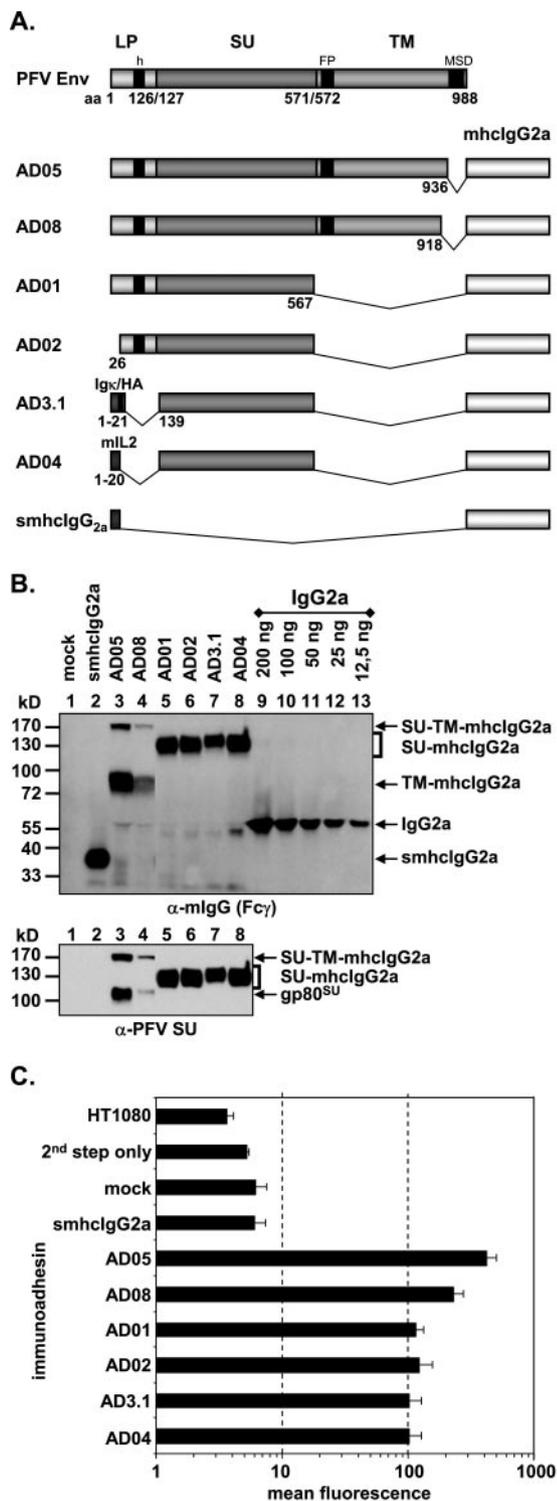 A.
LP SU TM
h FP MSD
PFV Env
aa 1 126/127 571/572 988
mhcIgG2a
AD05
936
AD08
918
AD01
567
AD02
26
Igκ/HA
AD3.1
1-21 139
mIL2
AD04
1-20
smhcIgG2a
B.
IgG2a
mock smhcIgG2a AD05 AD08 AD01 AD02 AD3.1 AD04 200 ng 100 ng 50 ng 25 ng 12,5 ng
kD 1 2 3 4 5 6 7 8 9 10 11 12 13
170 SU-TM-mhcIgG2a
130 SU-mhcIgG2a
100
72 TM-mhcIgG2a
55 IgG2a
40 smhcIgG2a
33
α-mIgG (Fcγ)
kD 1 2 3 4 5 6 7 8
170 SU-TM-mhcIgG2a
130 SU-mhcIgG2a
100 gp80SU
α-PFV SU
C.
HT1080
2nd step only
mock
smhcIgG2a
AD05
AD08
AD01
AD02
AD3.1
AD04
immunoadhesin
1 10 100 1000
mean fluorescence